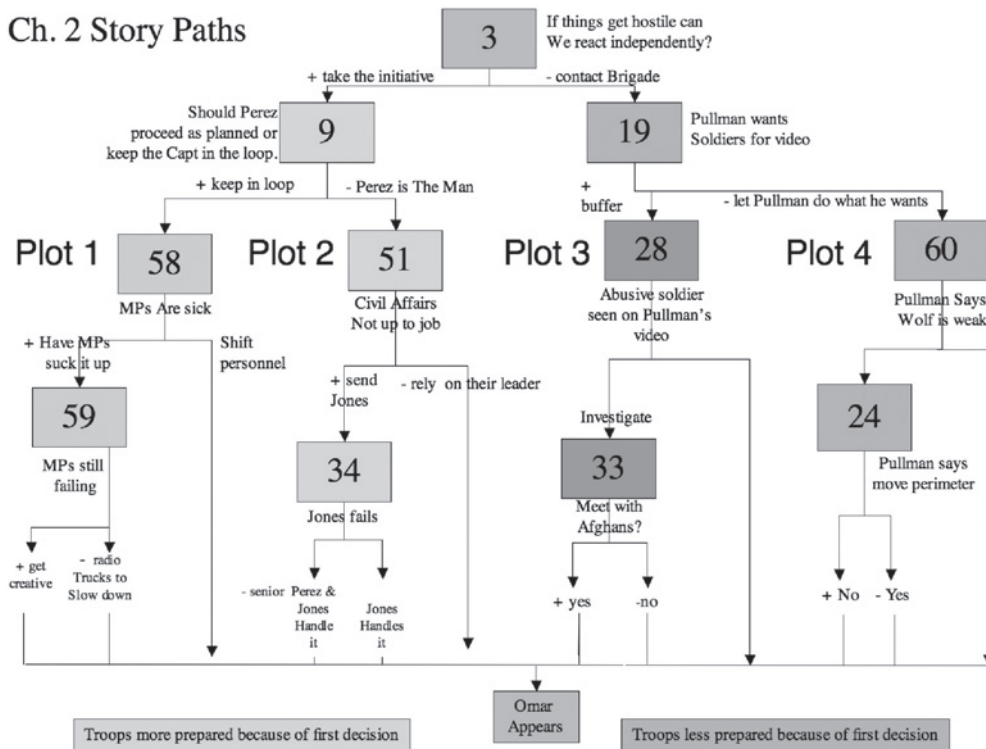 Ch. 2 Story Paths
3
If things get hostile can
We react independently?
+ take the initiative
- contact Brigade
Should Perez
proceed as planned or
keep the Capt in the loop.
9
19
Pullman wants
Soldiers for video
+ keep in loop
- Perez is The Man
+
buffer
- let Pullman do what he wants
Plot 1
58
MPs Are sick
Plot 2
51
Civil Affairs
Not up to job
Plot 3
28
Abusive soldier
seen on Pullman's
video
Plot 4
60
Pullman Says
Wolf is weak
+ Have MPs
suck it up
Shift
personnel
+ send
Jones
- rely on their leader
Investigate
59
MPs still
failing
34
Jones fails
33
Meet with
Afghans?
24
Pullman says
move perimeter
+ get
creative
- radio
Trucks to
Slow down
- senior Perez &
Jones
Handle
it
Jones
Handles
it
+ yes
-no
+ No
- Yes
Omar
Appears
Troops more prepared because of first decision
Troops less prepared because of first decision